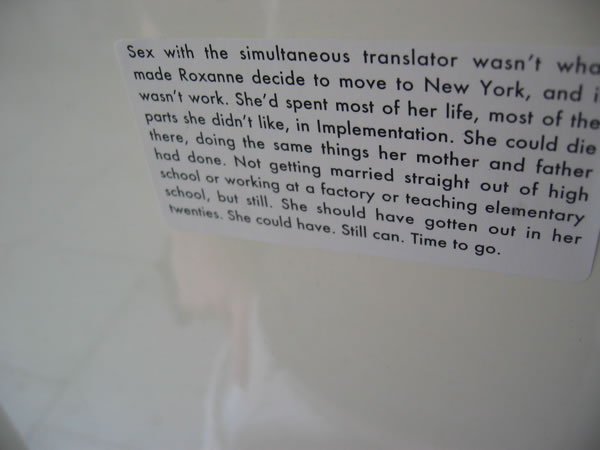 Sex with the simultaneous translator wasn't wha
made Roxanne decide to move to New York, and i
wasn't work. She'd spent most of her life, most of the
parts she didn't like, in Implementation. She could die
there, doing the same things her mother and father
had done. Not getting married straight out of high
school or working at a factory or teaching elementary
school, but still. She should have gotten out in her
twenties. She could have. Still can. Time to go.